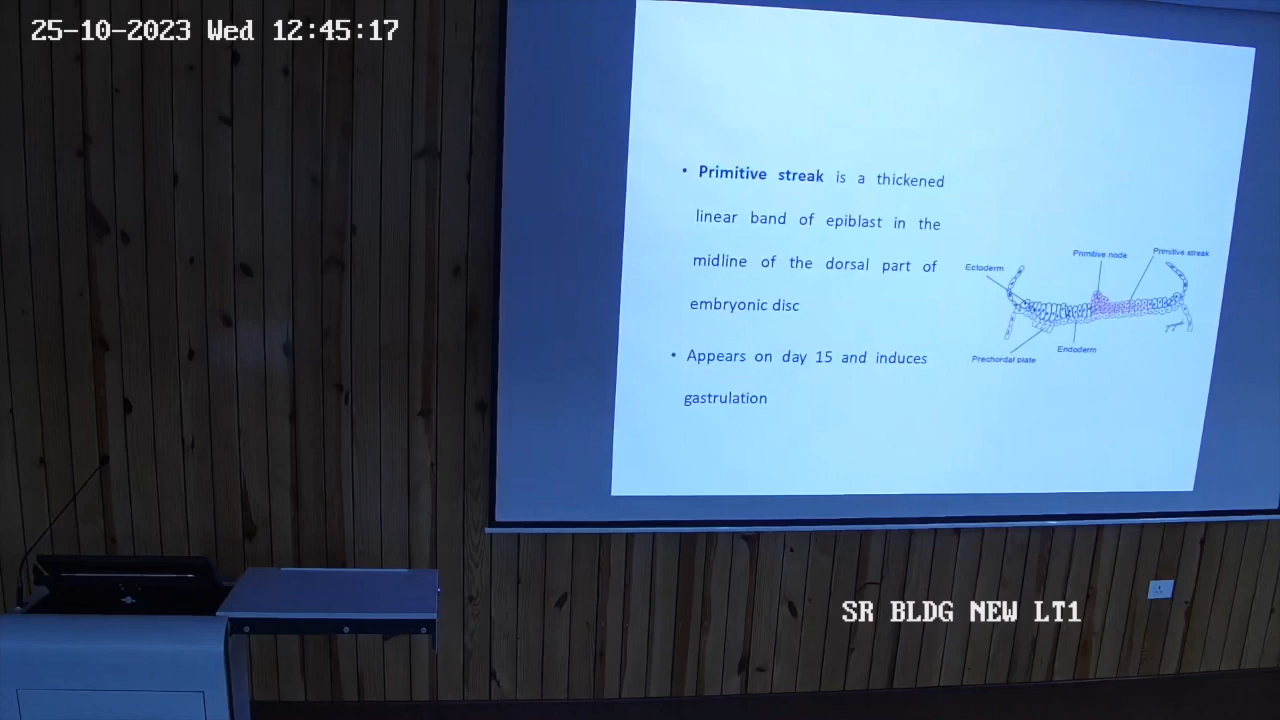 25-10-2023 Wed 12:45:17
• Primitive streak is a thickened
linear band of epiblast in the
midline of the dorsal part of
embryonic disc
• Appears on day 15 and induces
gastrulation
Primitive node
Primitive streak
Ectoderm
Endoderm
Prechordal plate
SR BLDG NEW LT1